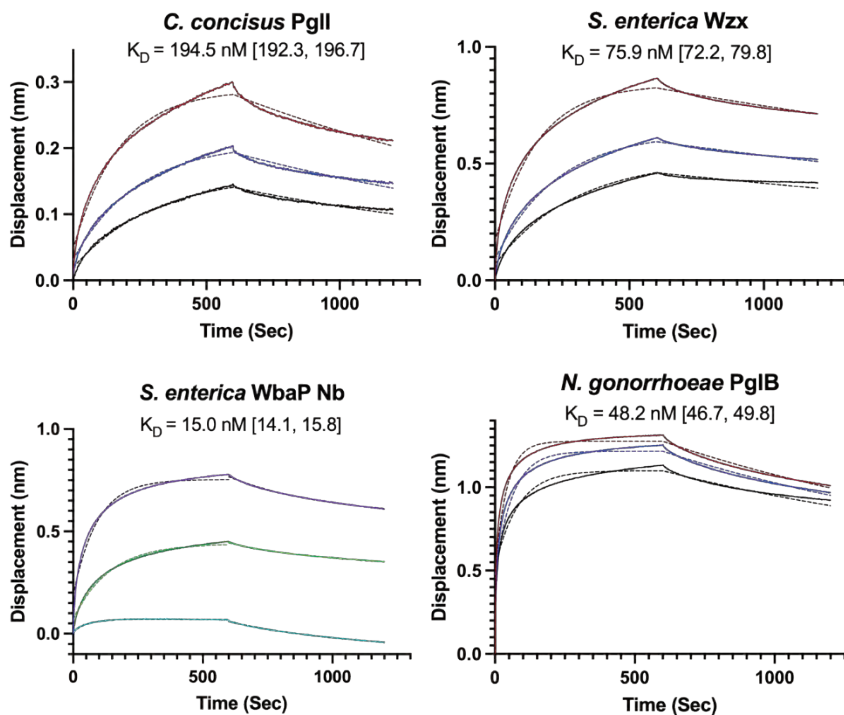 C. concisus PglI
K_D = 194.5 nM [192.3, 196.7]
Displacement (nm)
0.3
0.2
0.1
0.0
0
500
1000
Time (Sec)
S. enterica Wzx
K_D = 75.9 nM [72.2, 79.8]
Displacement (nm)
1.0
0.5
0.0
0
500
1000
Time (Sec)
S. enterica WbaP Nb
K_D = 15.0 nM [14.1, 15.8]
Displacement (nm)
1.0
0.5
0.0
0
500
1000
Time (Sec)
N. gonorrhoeae PglB
K_D = 48.2 nM [46.7, 49.8]
Displacement (nm)
1.0
0.5
0.0
0
500
1000
Time (Sec)